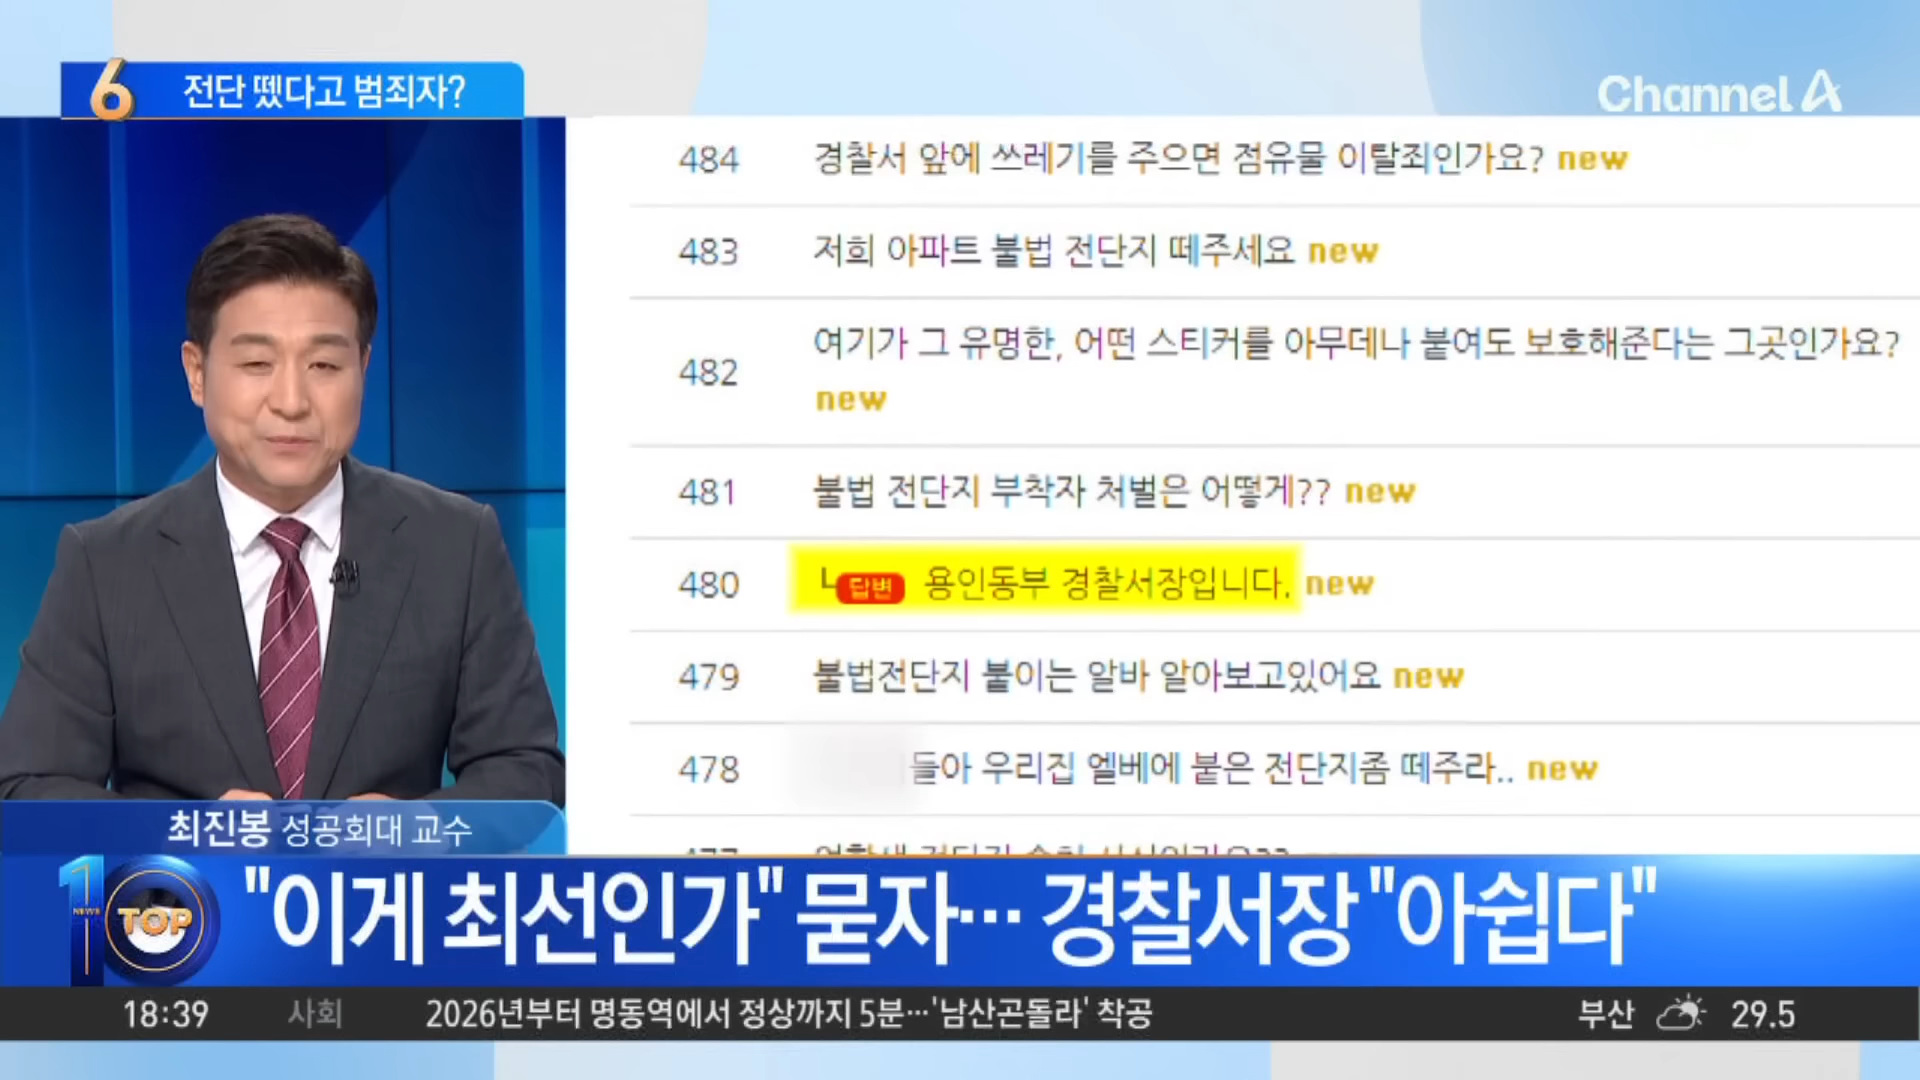 6 전단 뗐다고 범죄자?
Channel A
484 경찰서 앞에 쓰레기를 주으면 점유물 이탈죄인가요? new
483 저희 아파트 불법 전단지 떼주세요 new
482 여기가 그 유명한, 어떤 스티커를 아무데나 붙여도 보호해준다는 그곳인가요?
new
481 불법 전단지 부착자 처벌은 어떻게?? new
480 ㄴ답변 용인동부 경찰서장입니다. new
479 불법전단지 붙이는 알바 알아보고있어요 new
478 들아 우리집 엘베에 붙은 전단지좀 떼주라.. new
최진봉 성공회대 교수
10 NEWS TOP
"이게 최선인가" 묻자… 경찰서장 "아쉽다"
18:39 사회 2026년부터 명동역에서 정상까지 5분…'남산곤돌라' 착공 부산 29.5